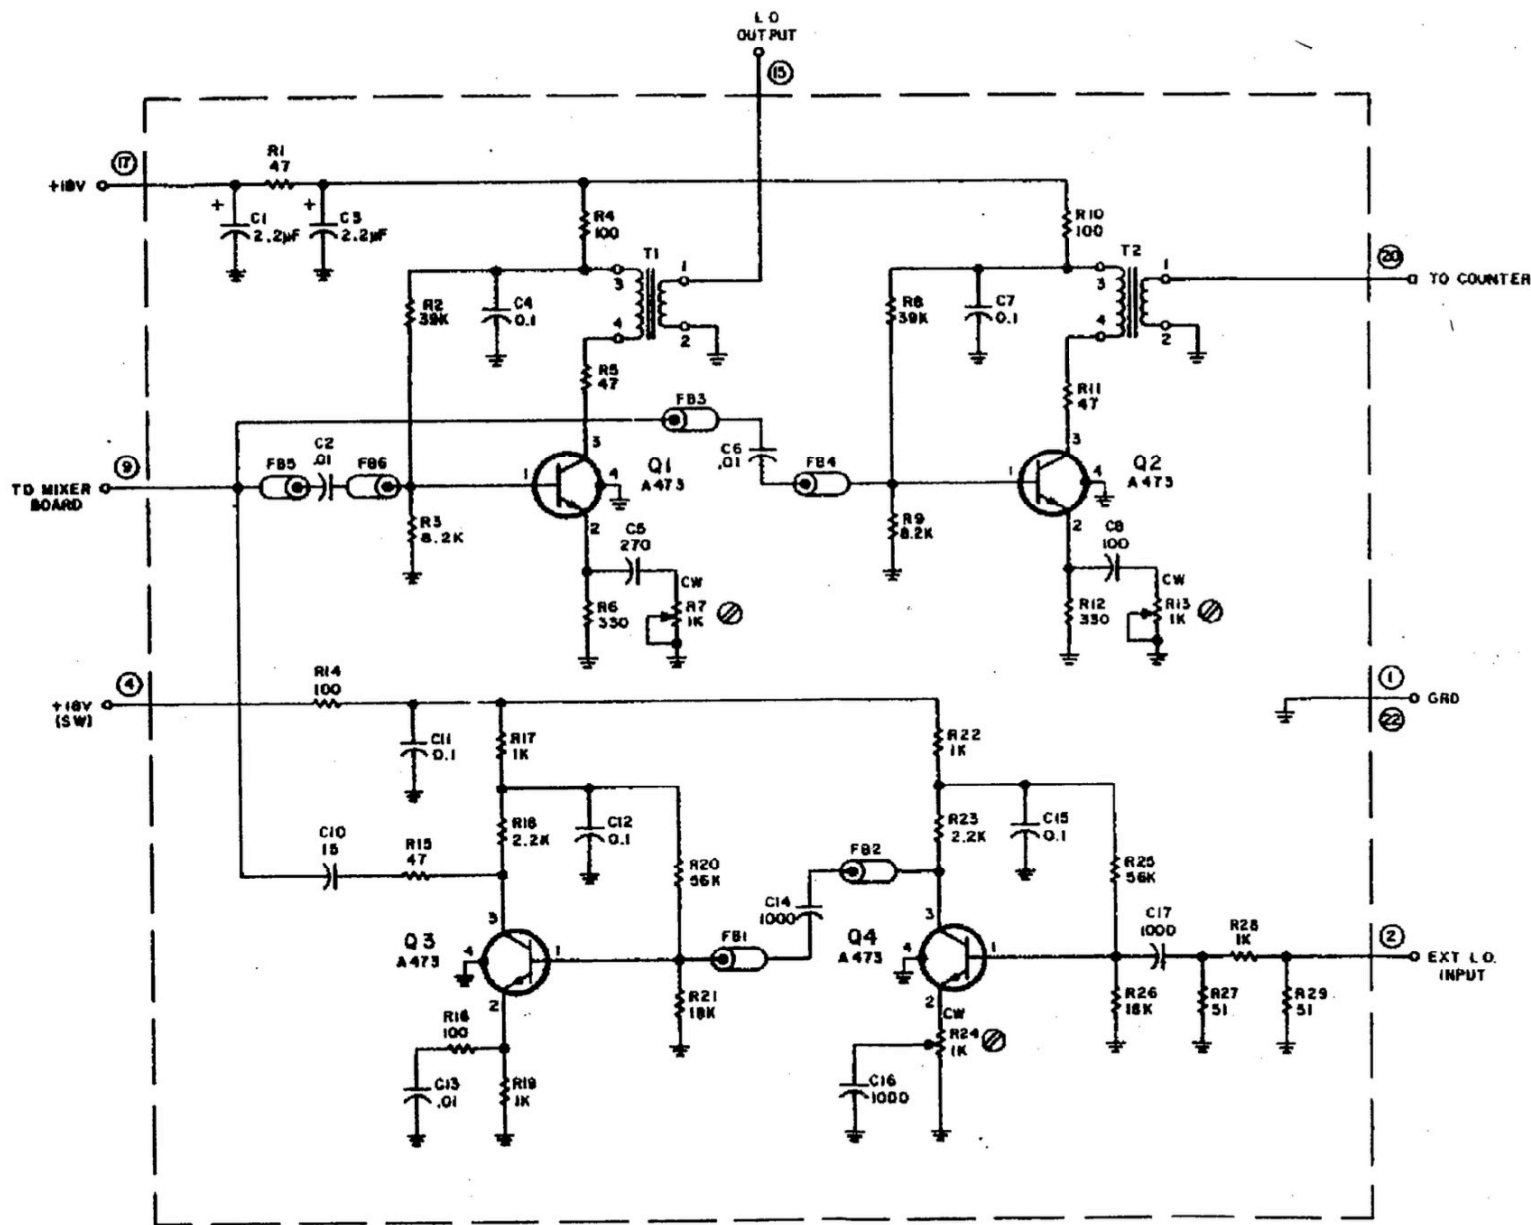 L O
OUTPUT
15
17
+18V
R1
47
+
C1
2.2µF
+
C3
2.2µF
R4
100
R10
100
T1
3
4
1
2
T2
3
4
1
2
20
TO COUNTER
R2
39K
C4
0.1
R8
39K
C7
0.1
R5
47
R11
47
FB3
9
TO MIXER
BOARD
FB5
C2
.01
FB6
1
3
4
2
Q1
A473
C6
.01
FB4
1
3
4
2
Q2
A473
R3
8.2K
R9
8.2K
C5
270
CW
C8
100
CW
R6
330
R7
1K
R12
330
R13
1K
4
+18V
(SW)
R14
100
1
GRD
22
C11
0.1
R17
1K
R22
1K
R18
2.2K
C12
0.1
R23
2.2K
C15
0.1
C10
15
R15
47
R20
56K
FB2
R25
56K
C14
1000
C17
1000
R28
1K
2
EXT L.O.
INPUT
Q3
A473
3
4
1
2
FB1
Q4
A473
3
4
1
2
R21
18K
CW
R26
18K
R27
51
R29
51
R16
100
R24
1K
C13
.01
R19
1K
C16
1000